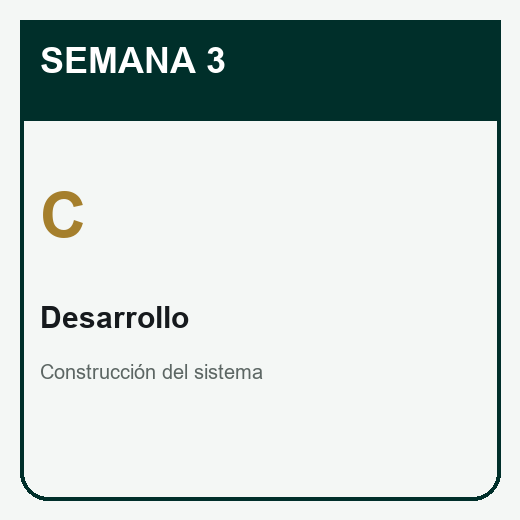 SEMANA 3
C
Desarrollo
Construcción del sistema